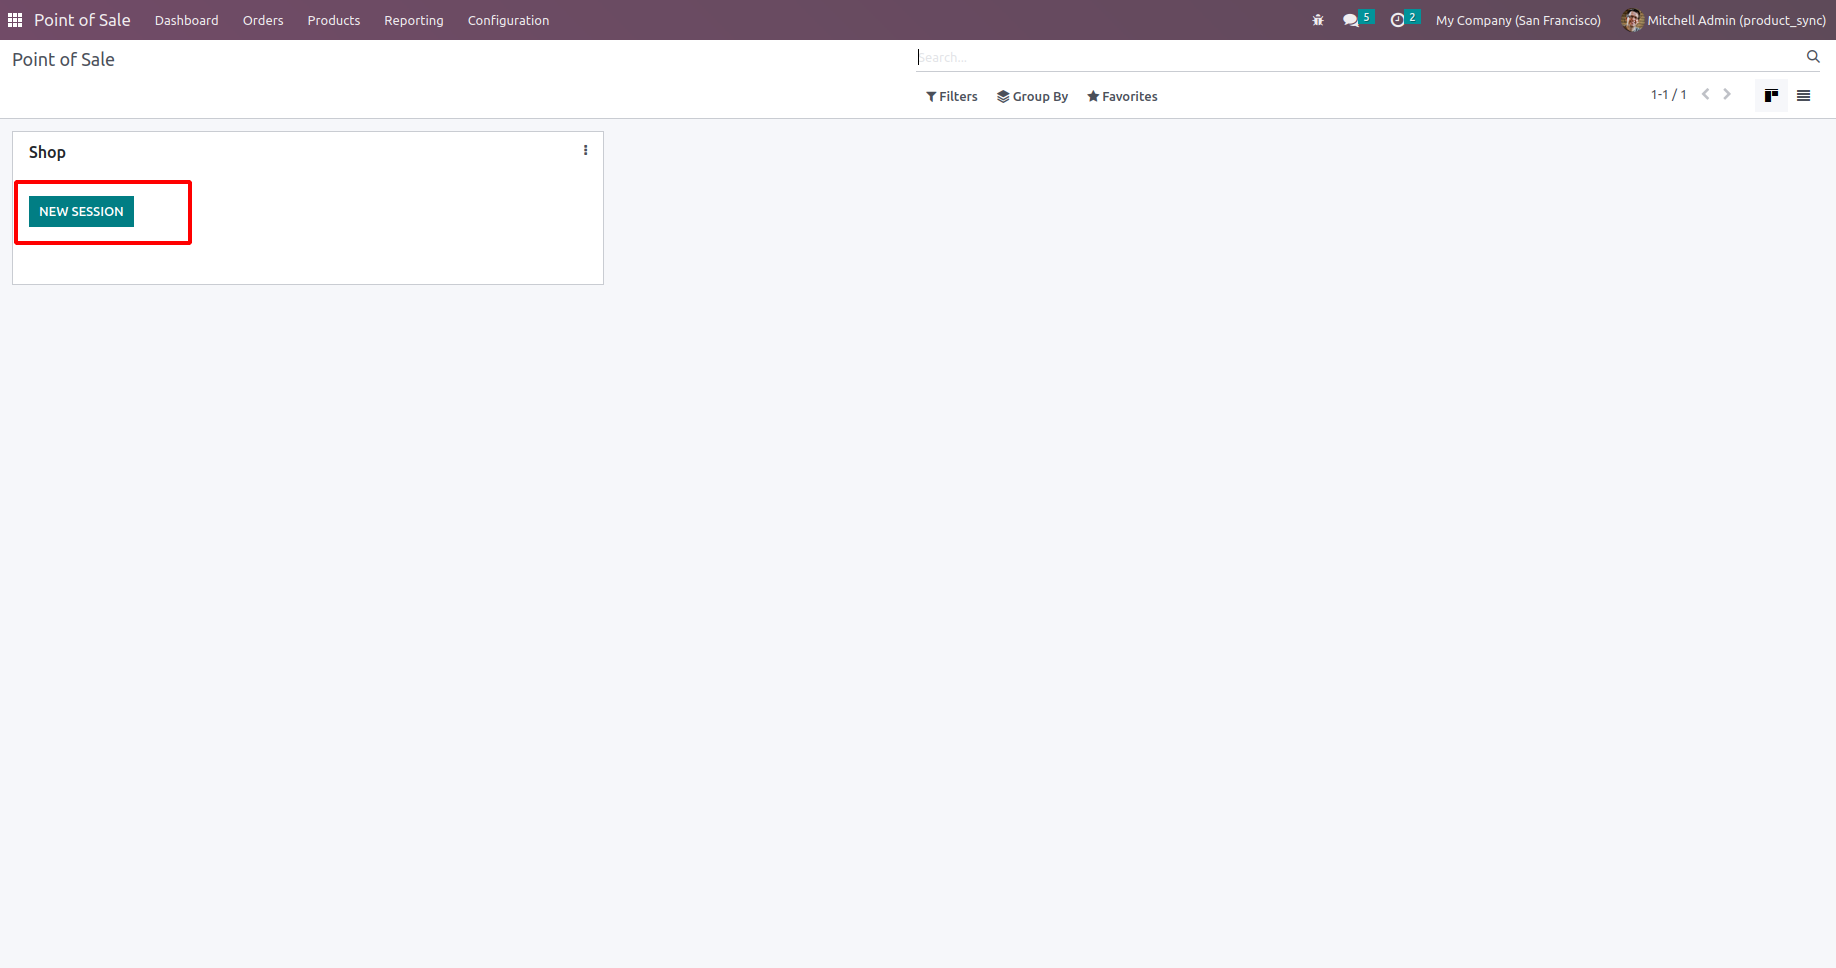 Point of Sale Dashboard Orders Products Reporting Configuration 5 2 My Company (San Francisco) Mitchell Admin (product_sync)
Point of Sale
Search...
Filters Group By Favorites 1-1 / 1
Shop
NEW SESSION